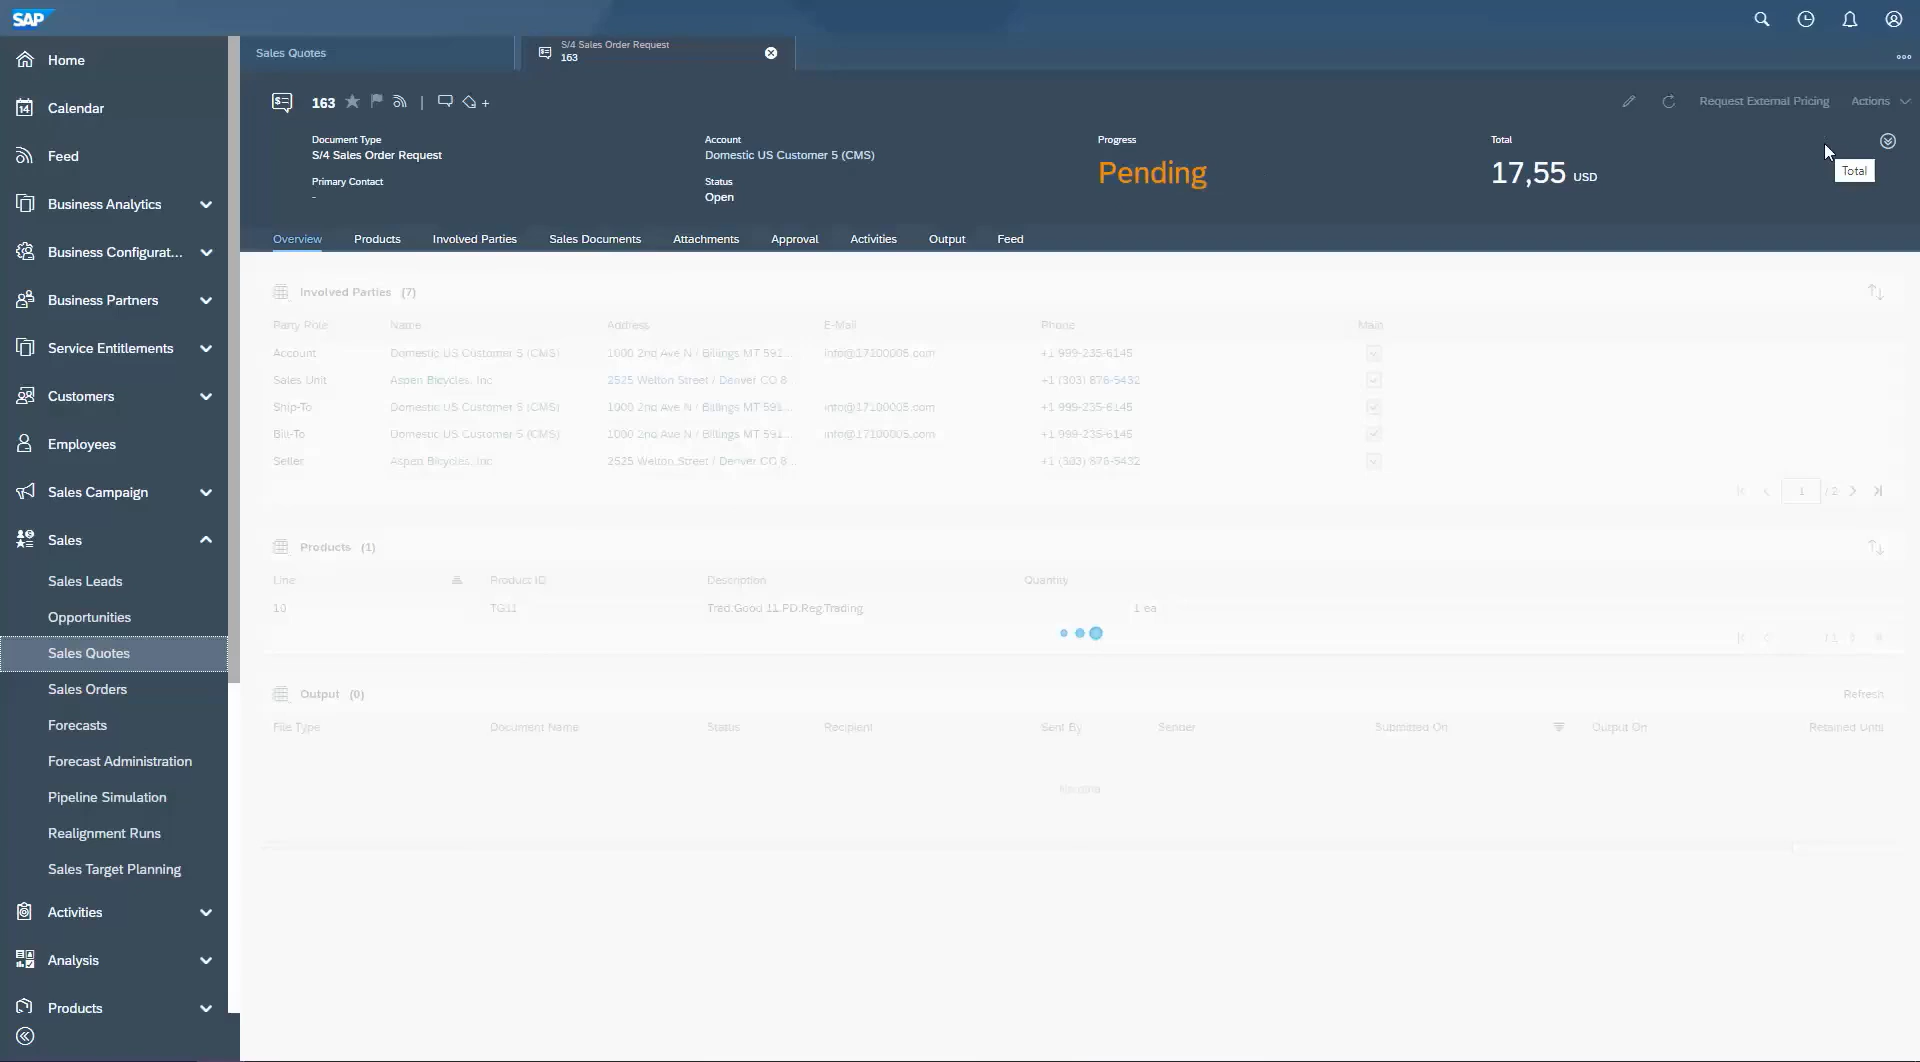 SAP
Home
Calendar
Feed
Business Analytics
Business Configurat...
Business Partners
Service Entitlements
Customers
Employees
Sales Campaign
Sales
Sales Leads
Opportunities
Sales Quotes
Sales Orders
Forecasts
Forecast Administration
Pipeline Simulation
Realignment Runs
Sales Target Planning
Activities
Analysis
Products
Sales Quotes
S/4 Sales Order Request
163
163
Request External Pricing Actions
Document Type
S/4 Sales Order Request
Primary Contact
-
Account
Domestic US Customer 5 (CMS)
Status
Open
Progress
Pending
Total
17,55 USD
Total
Overview Products Involved Parties Sales Documents Attachments Approval Activities Output Feed
Involved Parties (7)
Party Role Name Address E-Mail Phone Main
Account Domestic US Customer 5 (CMS) 1000 2nd Ave N / Billings MT 591... info@17100005.com +1 999-235-6145
Sales Unit Aspen Bicycles, Inc 2525 Welton Street / Denver CO 8... +1 (303) 876-5432
Ship-To Domestic US Customer 5 (CMS) 1000 2nd Ave N / Billings MT 591... info@17100005.com +1 999-235-6145
Bill-To Domestic US Customer 5 (CMS) 1000 2nd Ave N / Billings MT 591... info@17100005.com +1 999-235-6145
Seller Aspen Bicycles, Inc 2525 Welton Street / Denver CO 8... +1 (303) 876-5432
1 / 2
Products (1)
Line Product ID Description Quantity
10 TG11 Trad.Good 11,PD,Reg.Trading 1 ea
/ 1
Output (0)
Refresh
File Type Document Name Status Recipient Sent By Sender Submitted On Output On Retained Until
No data